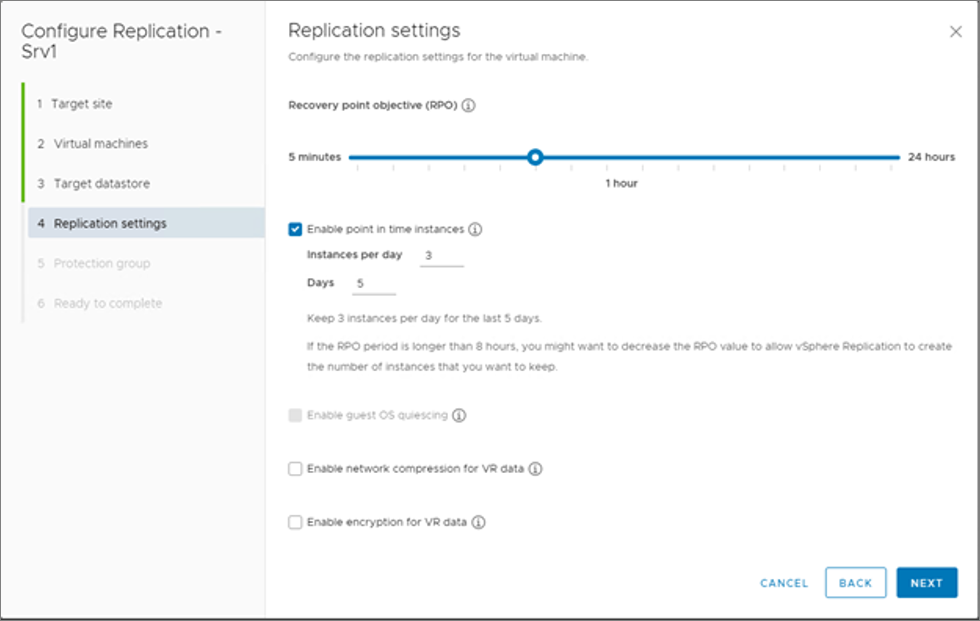 Configure Replication -
Srv1
1 Target site
2 Virtual machines
3 Target datastore
4 Replication settings
5 Protection group
6 Ready to complete
Replication settings
Configure the replication settings for the virtual machine.
Recovery point objective (RPO)
5 minutes
24 hours
1 hour
Enable point in time instances
Instances per day 3
Days 5
Keep 3 instances per day for the last 5 days.
If the RPO period is longer than 8 hours, you might want to decrease the RPO value to allow vSphere Replication to create
the number of instances that you want to keep.
Enable guest OS quiescing
Enable network compression for VR data
Enable encryption for VR data
CANCEL BACK NEXT